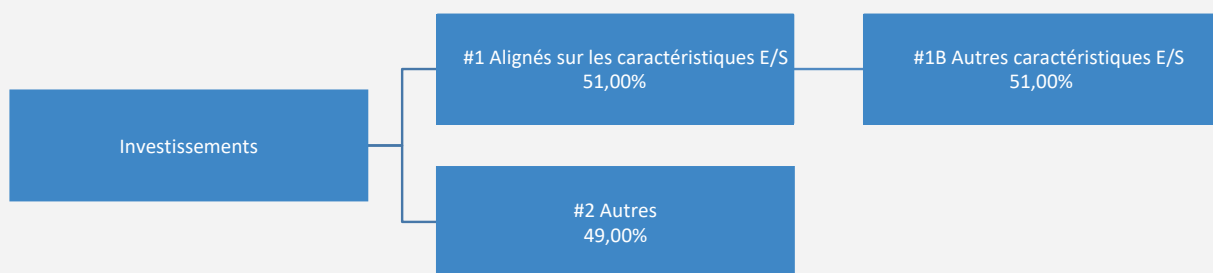 Investissements
#1 Alignés sur les caractéristiques E/S
51,00%
#1B Autres caractéristiques E/S
51,00%
#2 Autres
49,00%